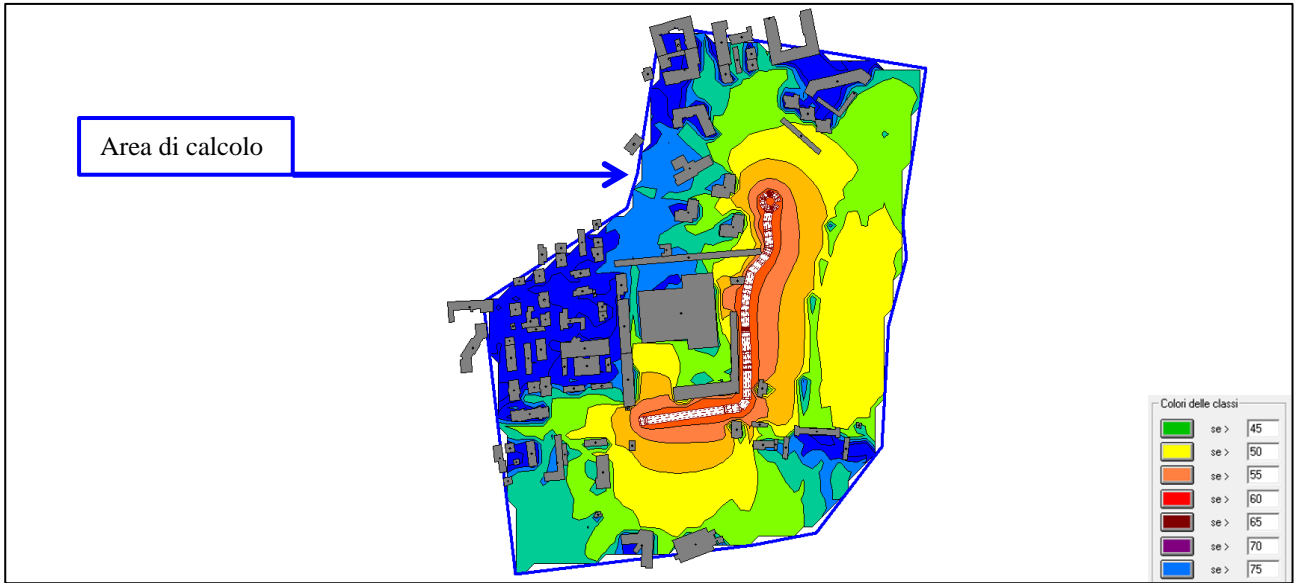 Area di calcolo
Colori delle classi
se > 45
se > 50
se > 55
se > 60
se > 65
se > 70
se > 75